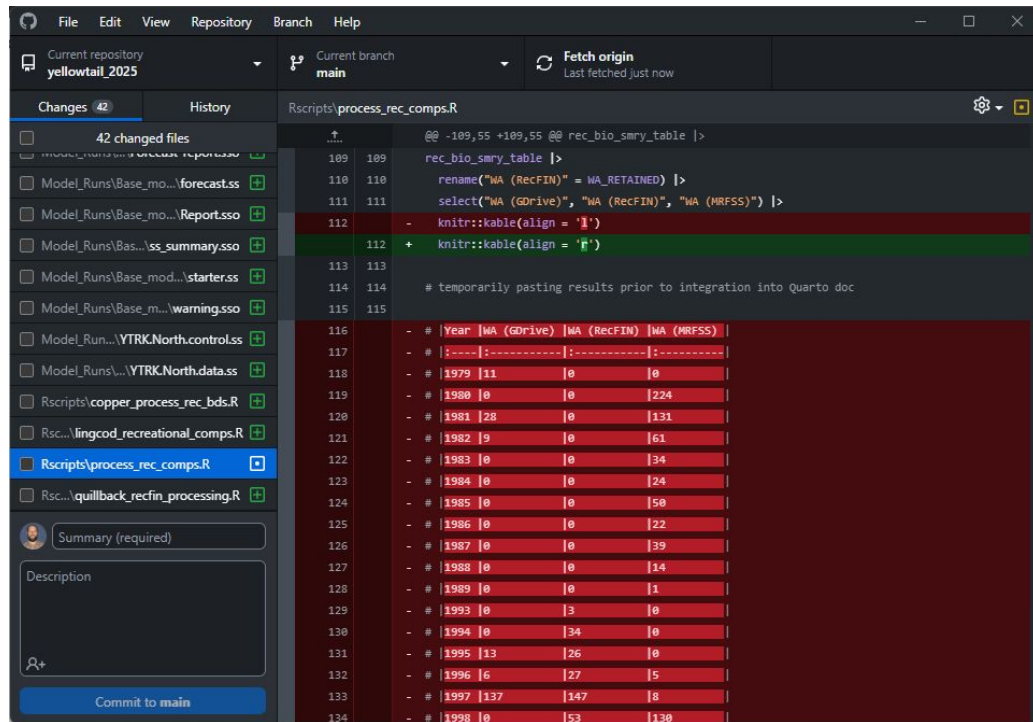 File Edit View Repository Branch Help
Current repository
yellowtail_2025
Current branch
main
Fetch origin
Last fetched just now
Changes 42 History
42 changed files
Model_Runs\Base_mo...\forecast.ss
Model_Runs\Base_mo...\Report.sso
Model_Runs\Bas...\ss_summary.sso
Model_Runs\Base_mod...\starter.ss
Model_Runs\Base_m...\warning.sso
Model_Run...\YTRK.North.control.ss
Model_Runs\...\YTRK.North.data.ss
Rscripts\copper_process_rec_bds.R
Rsc...\lingcod_recreational_comps.R
Rscripts\process_rec_comps.R
Rsc...\quillback_recfin_processing.R
Summary (required)
Description
Commit to main
Rscripts\process_rec_comps.R
@@ -109,55 +109,55 @@ rec_bio_smry_table |>
109 109 rec_bio_smry_table |>
110 110 rename("WA (RecFIN)" = WA_RETAINED) |>
111 111 select("WA (GDrive)", "WA (RecFIN)", "WA (MRFSS)") |>
112 - knitr::kable(align = 'l')
112 + knitr::kable(align = 'r')
113 113
114 114 # temporarily pasting results prior to integration into Quarto doc
115 115
116 - # |Year |WA (GDrive) |WA (RecFIN) |WA (MRFSS) |
117 - # |:----|:-----------|:-----------|:----------|
118 - # |1979 |11 |0 |0 |
119 - # |1980 |0 |0 |224 |
120 - # |1981 |28 |0 |131 |
121 - # |1982 |9 |0 |61 |
122 - # |1983 |0 |0 |34 |
123 - # |1984 |0 |0 |24 |
124 - # |1985 |0 |0 |50 |
125 - # |1986 |0 |0 |22 |
126 - # |1987 |0 |0 |39 |
127 - # |1988 |0 |0 |14 |
128 - # |1989 |0 |0 |1 |
129 - # |1993 |0 |3 |0 |
130 - # |1994 |0 |34 |0 |
131 - # |1995 |13 |26 |0 |
132 - # |1996 |6 |27 |5 |
133 - # |1997 |137 |147 |8 |
134 - # |1998 |0 |53 |130 |